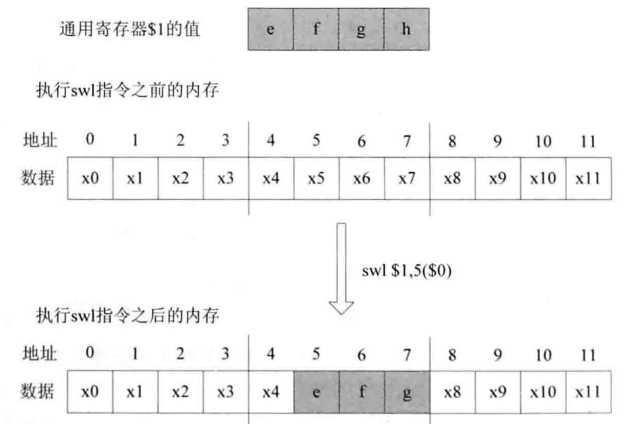 通用寄存器$1的值 e f g h
执行swl指令之前的内存
地址 0 1 2 3 4 5 6 7 8 9 10 11
数据 x0 x1 x2 x3 x4 x5 x6 x7 x8 x9 x10 x11
swl $1,5($0)
执行swl指令之后的内存
地址 0 1 2 3 4 5 6 7 8 9 10 11
数据 x0 x1 x2 x3 x4 e f g x8 x9 x10 x11